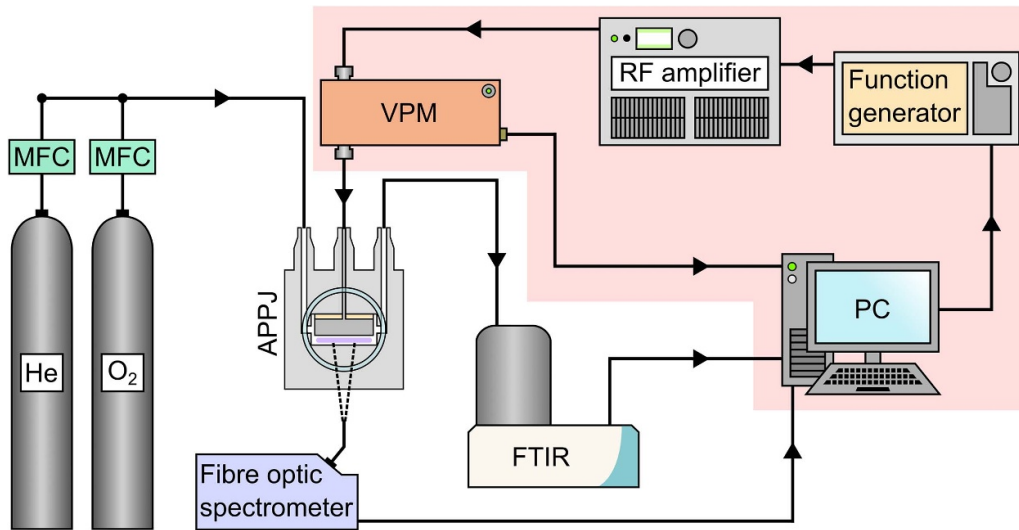 RF amplifier
Function
generator
VPM
MFC
MFC
APPJ
PC
He
O₂
FTIR
Fibre optic
spectrometer